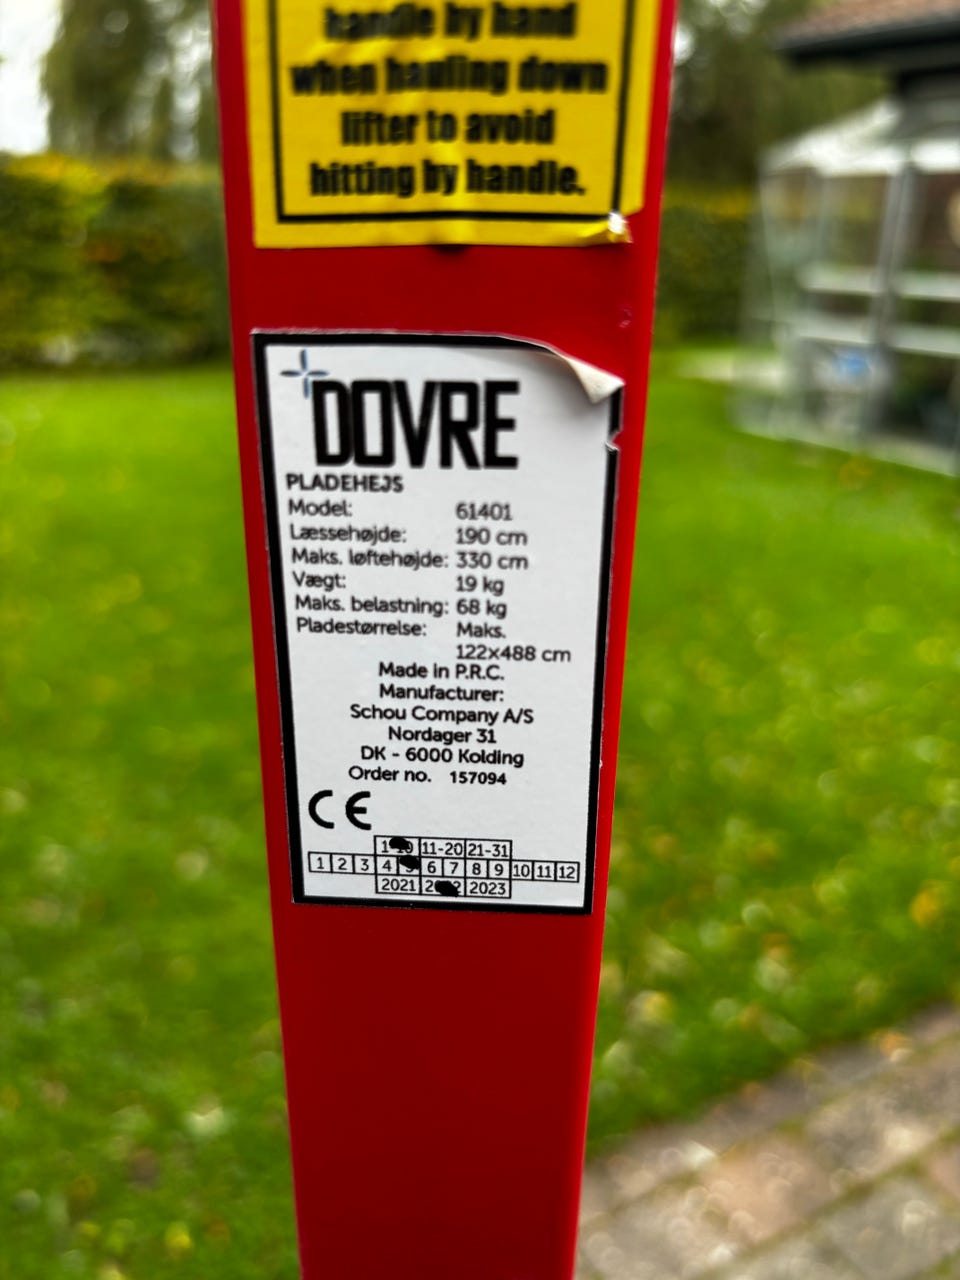 handle by hand
when hauling down
lifter to avoid
hitting by handle.
DOVRE
PLADEHEJS
Model: 61401
Læssehøjde: 190 cm
Maks. løftehøjde: 330 cm
Vægt: 19 kg
Maks. belastning: 68 kg
Pladestørrelse: Maks.
122x488 cm
Made in P.R.C.
Manufacturer:
Schou Company A/S
Nordager 31
DK - 6000 Kolding
Order no. 157094
CE
11-20 21-31
1 2 3 4 6 7 8 9 10 11 12
2021 2023